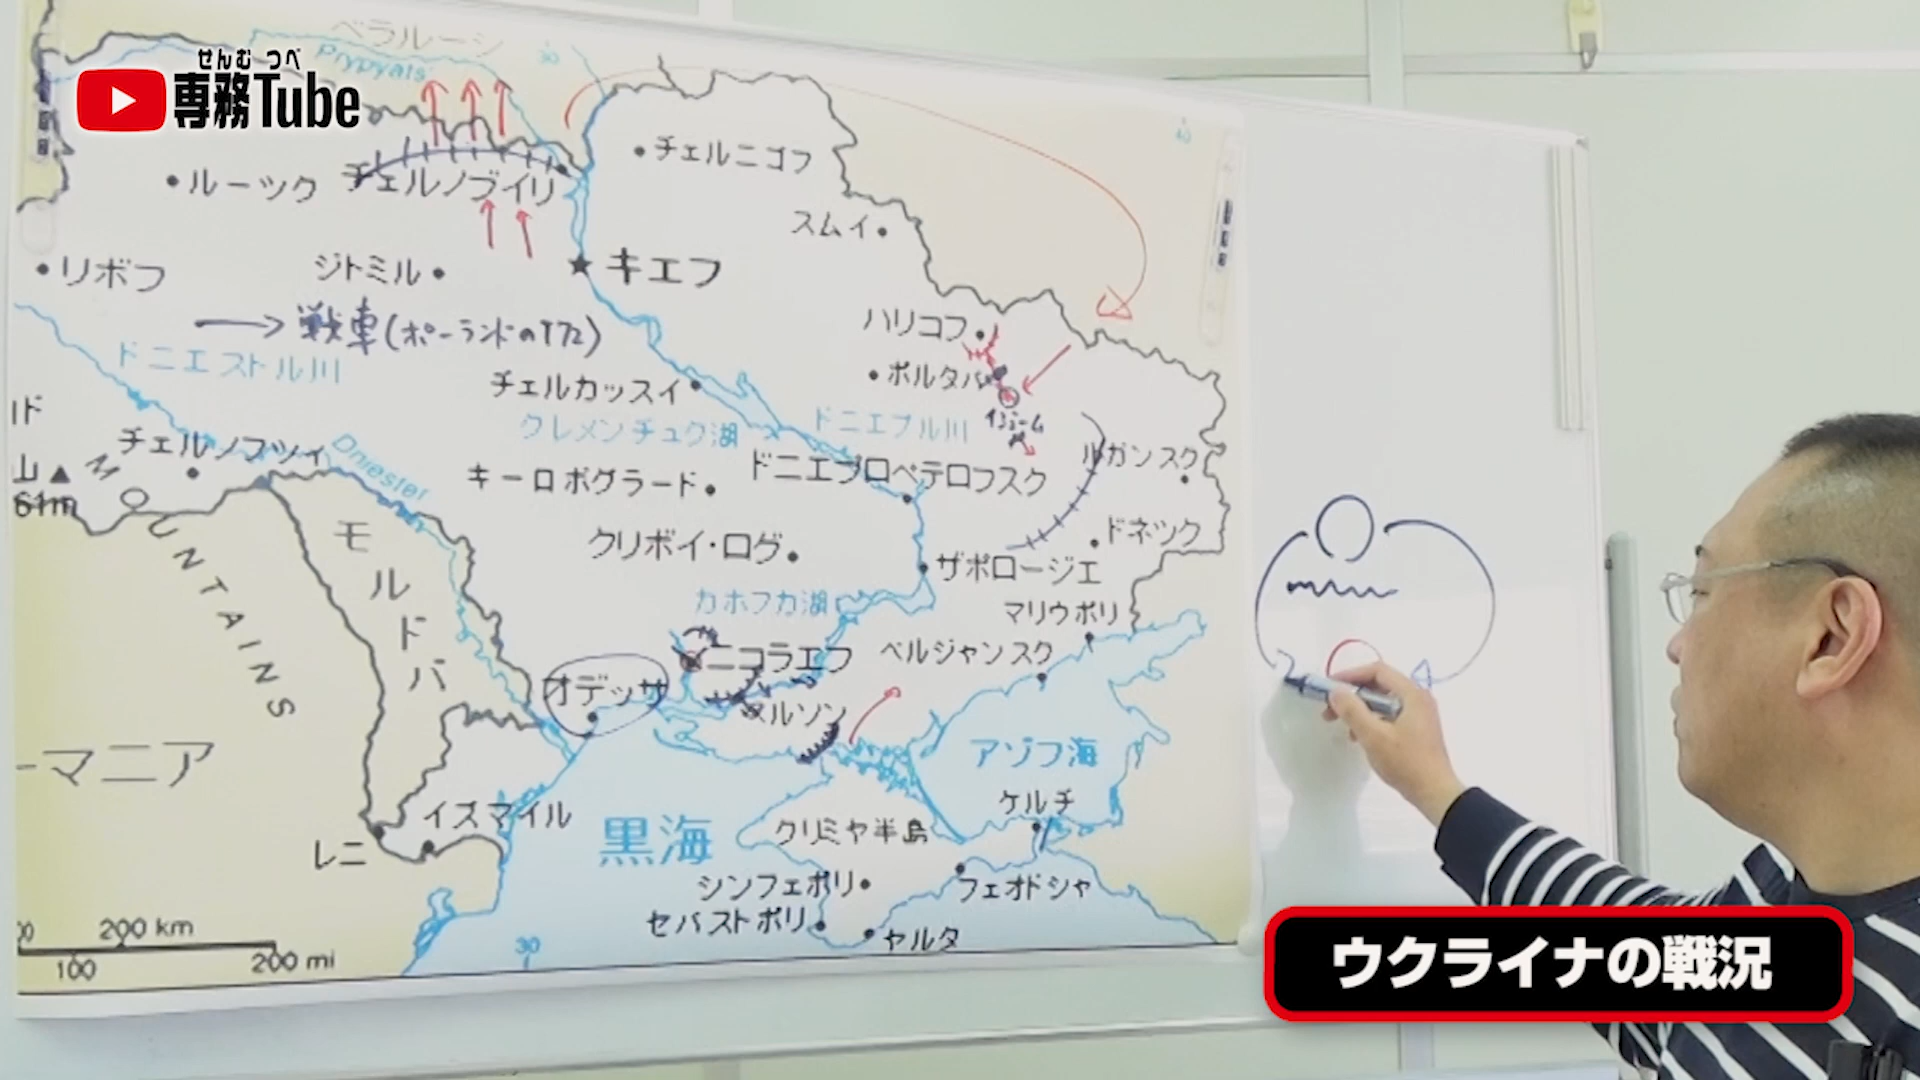 せんむ つべ
専務Tube
ベラルーシ
30
Prypyats
チェルニゴフ
ルーツク
チェルノブイリ
スムイ
リボフ
ジトミル
キエフ
→戦車(ポーランドのT72)
ハリコフ
ドニエストル川
チェルカッスイ
ポルタバ
イジューム
クレメンチュク湖
ドニエプル川
ルガンスク
チェルノブツイ
Dniester
キーロボグラード
ドニエプロペテロフスク
山
61m
MOUNTAINS
モルドバ
クリボイ・ログ
ドネツク
ザポロージエ
カホフカ湖
マリウポリ
ニコラエフ
ベルジャンスク
オデッサ
ヘルソン
ーマニア
アゾフ海
イズマイル
ケルチ
レニ
黒海
クリミヤ半島
シンフェポリ
フェオドシヤ
セバストポリ
ヤルタ
200 km
100
200 mi
30
ウクライナの戦況